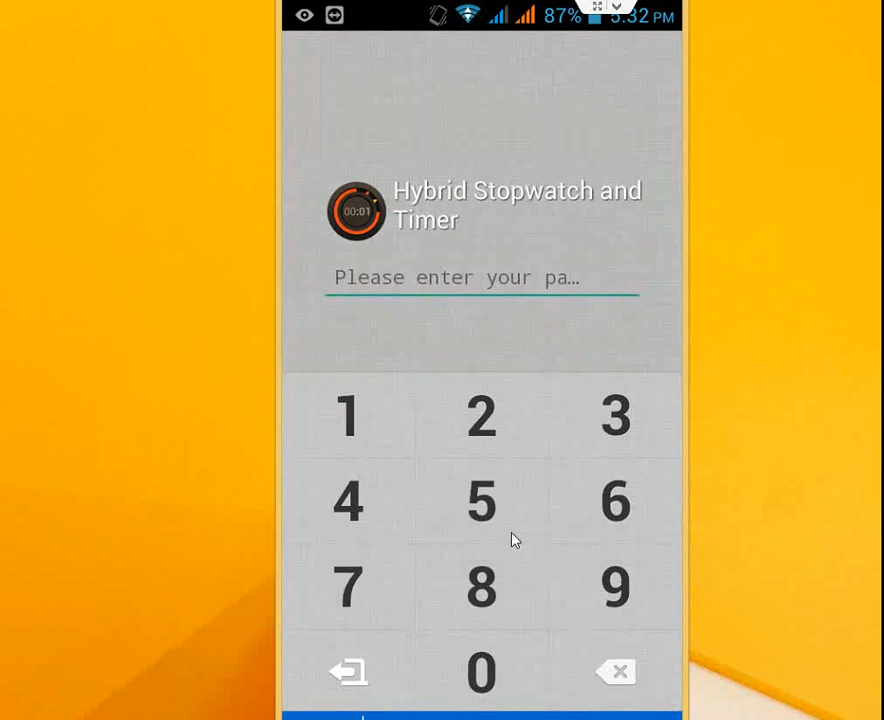 87% 5:32 PM
Hybrid Stopwatch and
Timer
00:01
Please enter your pa…
1 2 3
4 5 6
7 8 9
0